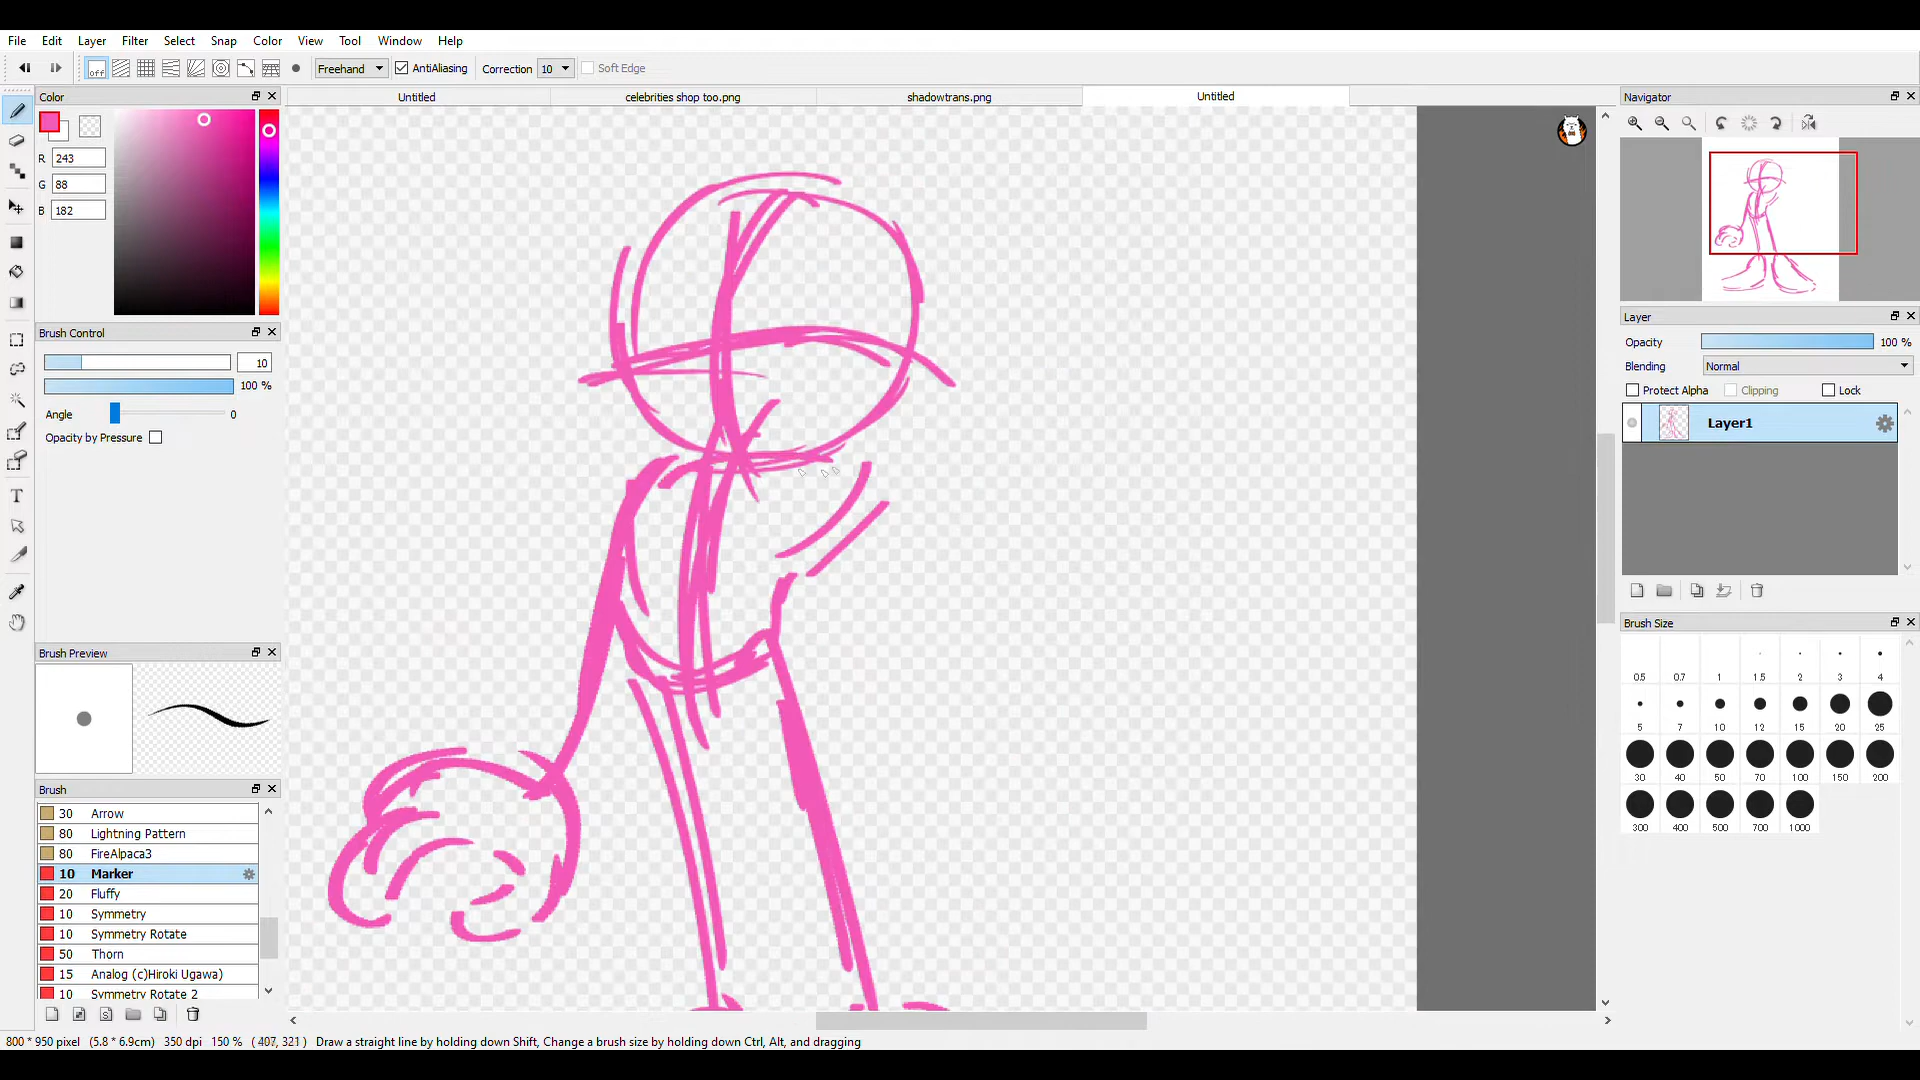 File Edit Layer Filter Select Snap Color View Tool Window Help
off Freehand AntiAliasing Correction 10 Soft Edge
Color
R 243
G 88
B 182
Brush Control
10
100 %
Angle 0
Opacity by Pressure
Brush Preview
Brush
30 Arrow
80 Lightning Pattern
80 FireAlpaca3
10 Marker
20 Fluffy
10 Symmetry
10 Symmetry Rotate
50 Thorn
15 Analog (c)Hiroki Ugawa)
10 Symmetry Rotate 2
Untitled celebrities shop too.png shadowtrans.png Untitled
Navigator
Layer
Opacity 100 %
Blending Normal
Protect Alpha Clipping Lock
Layer1
Brush Size
0.5 0.7 1 1.5 2 3 4
5 7 10 12 15 20 25
30 40 50 70 100 150 200
300 400 500 700 1000
800 * 950 pixel (5.8 * 6.9cm) 350 dpi 150 % ( 407, 321 ) Draw a straight line by holding down Shift, Change a brush size by holding down Ctrl, Alt, and dragging